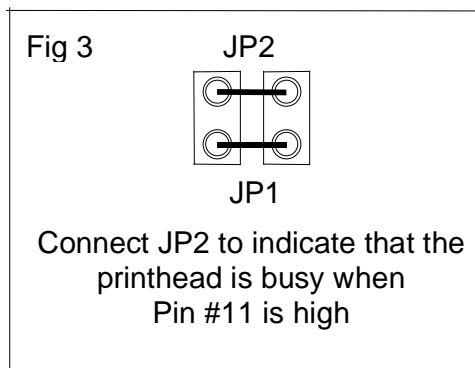 Fig 3
JP2
JP1
Connect JP2 to indicate that the
printhead is busy when
Pin #11 is high